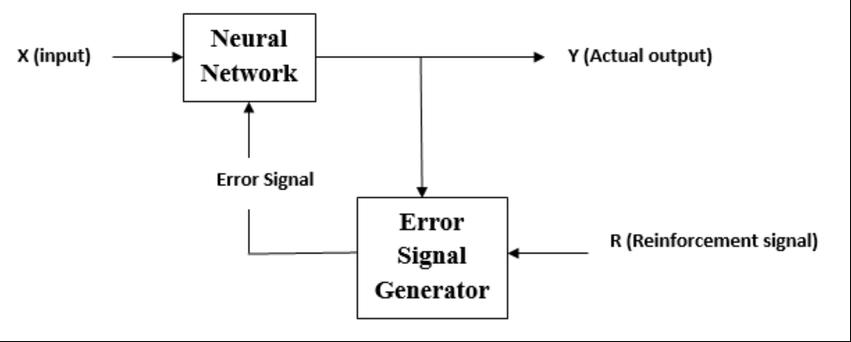 X (input)
Neural
Network
Y (Actual output)
Error Signal
Error
Signal
Generator
R (Reinforcement signal)